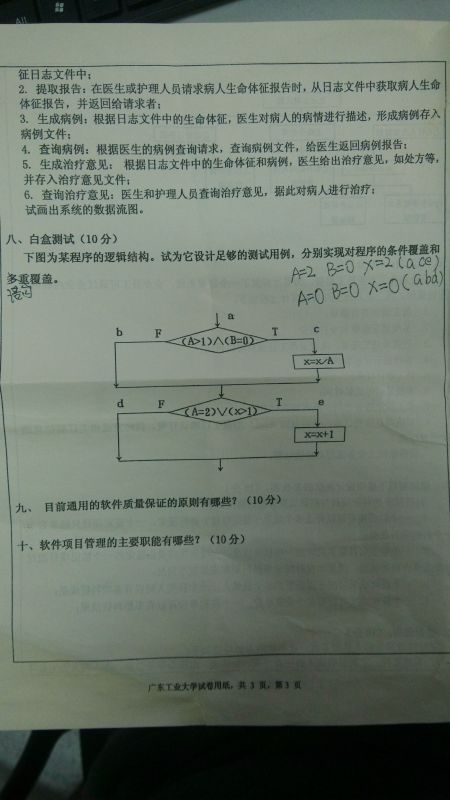 征日志文件中；
2. 提取报告：在医生或护理人员请求病人生命体征报告时，从日志文件中获取病人生命
体征报告，并返回给请求者；
3. 生成病例：根据日志文件中的生命体征，医生对病人的病情进行描述，形成病例存入
病例文件；
4. 查询病例：根据医生的病例查询请求，查询病例文件，给医生返回病例报告；
5. 生成治疗意见： 根据日志文件中的生命体征和病例，医生给出治疗意见，如处方等，
并存入治疗意见文件；
6. 查询治疗意见：医生和护理人员查询治疗意见，据此对病人进行治疗；
试画出系统的数据流图。
八、白盒测试（10 分）
下图为某程序的逻辑结构。试为它设计足够的测试用例，分别实现对程序的条件覆盖和
多重覆盖。
A=2 B=0 X=2 (ace)
A=0 B=0 X=0 (abd)
a
b F (A>1)∧(B=0) T c
x=x/A
d F (A=2)∨(x>1) T e
x=x+1
九、 目前通用的软件质量保证的原则有哪些？（10 分）
十、软件项目管理的主要职能有哪些？（10 分）
广东工业大学试卷用纸，共 3 页，第 3 页